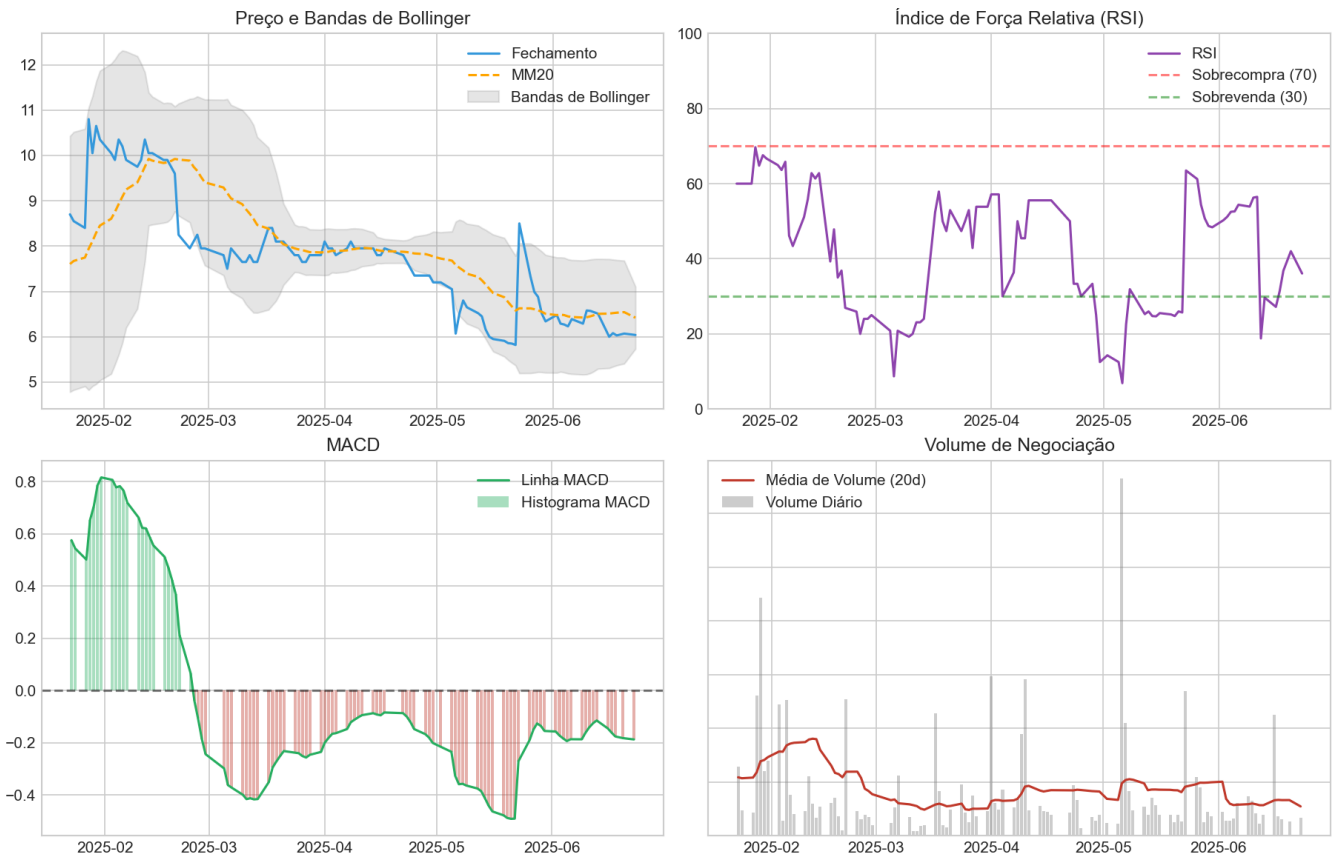 Preço e Bandas de Bollinger
Fechamento
MM20
Bandas de Bollinger
12
11
10
9
8
7
6
5
2025-02 2025-03 2025-04 2025-05 2025-06
Índice de Força Relativa (RSI)
RSI
Sobrecompra (70)
Sobrevenda (30)
100
80
60
40
20
0
2025-02 2025-03 2025-04 2025-05 2025-06
MACD
Linha MACD
Histograma MACD
0.8
0.6
0.4
0.2
0.0
−0.2
−0.4
2025-02 2025-03 2025-04 2025-05 2025-06
Volume de Negociação
Média de Volume (20d)
Volume Diário
2025-02 2025-03 2025-04 2025-05 2025-06